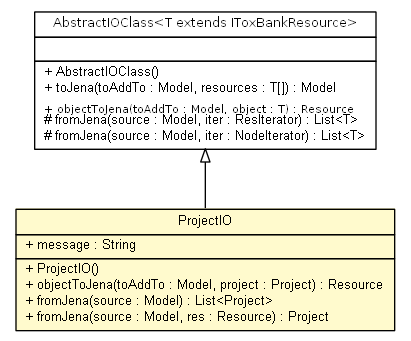 AbstractIOClass<T extends IToxBankResource>
+ AbstractIOClass()
+ toJena(toAddTo : Model, resources : T[]) : Model
+ objectToJena(toAddTo : Model, object : T) : Resource
# fromJena(source : Model, iter : ResIterator) : List<T>
# fromJena(source : Model, iter : NodeIterator) : List<T>
ProjectIO
+ message : String
+ ProjectIO()
+ objectToJena(toAddTo : Model, project : Project) : Resource
+ fromJena(source : Model) : List<Project>
+ fromJena(source : Model, res : Resource) : Project